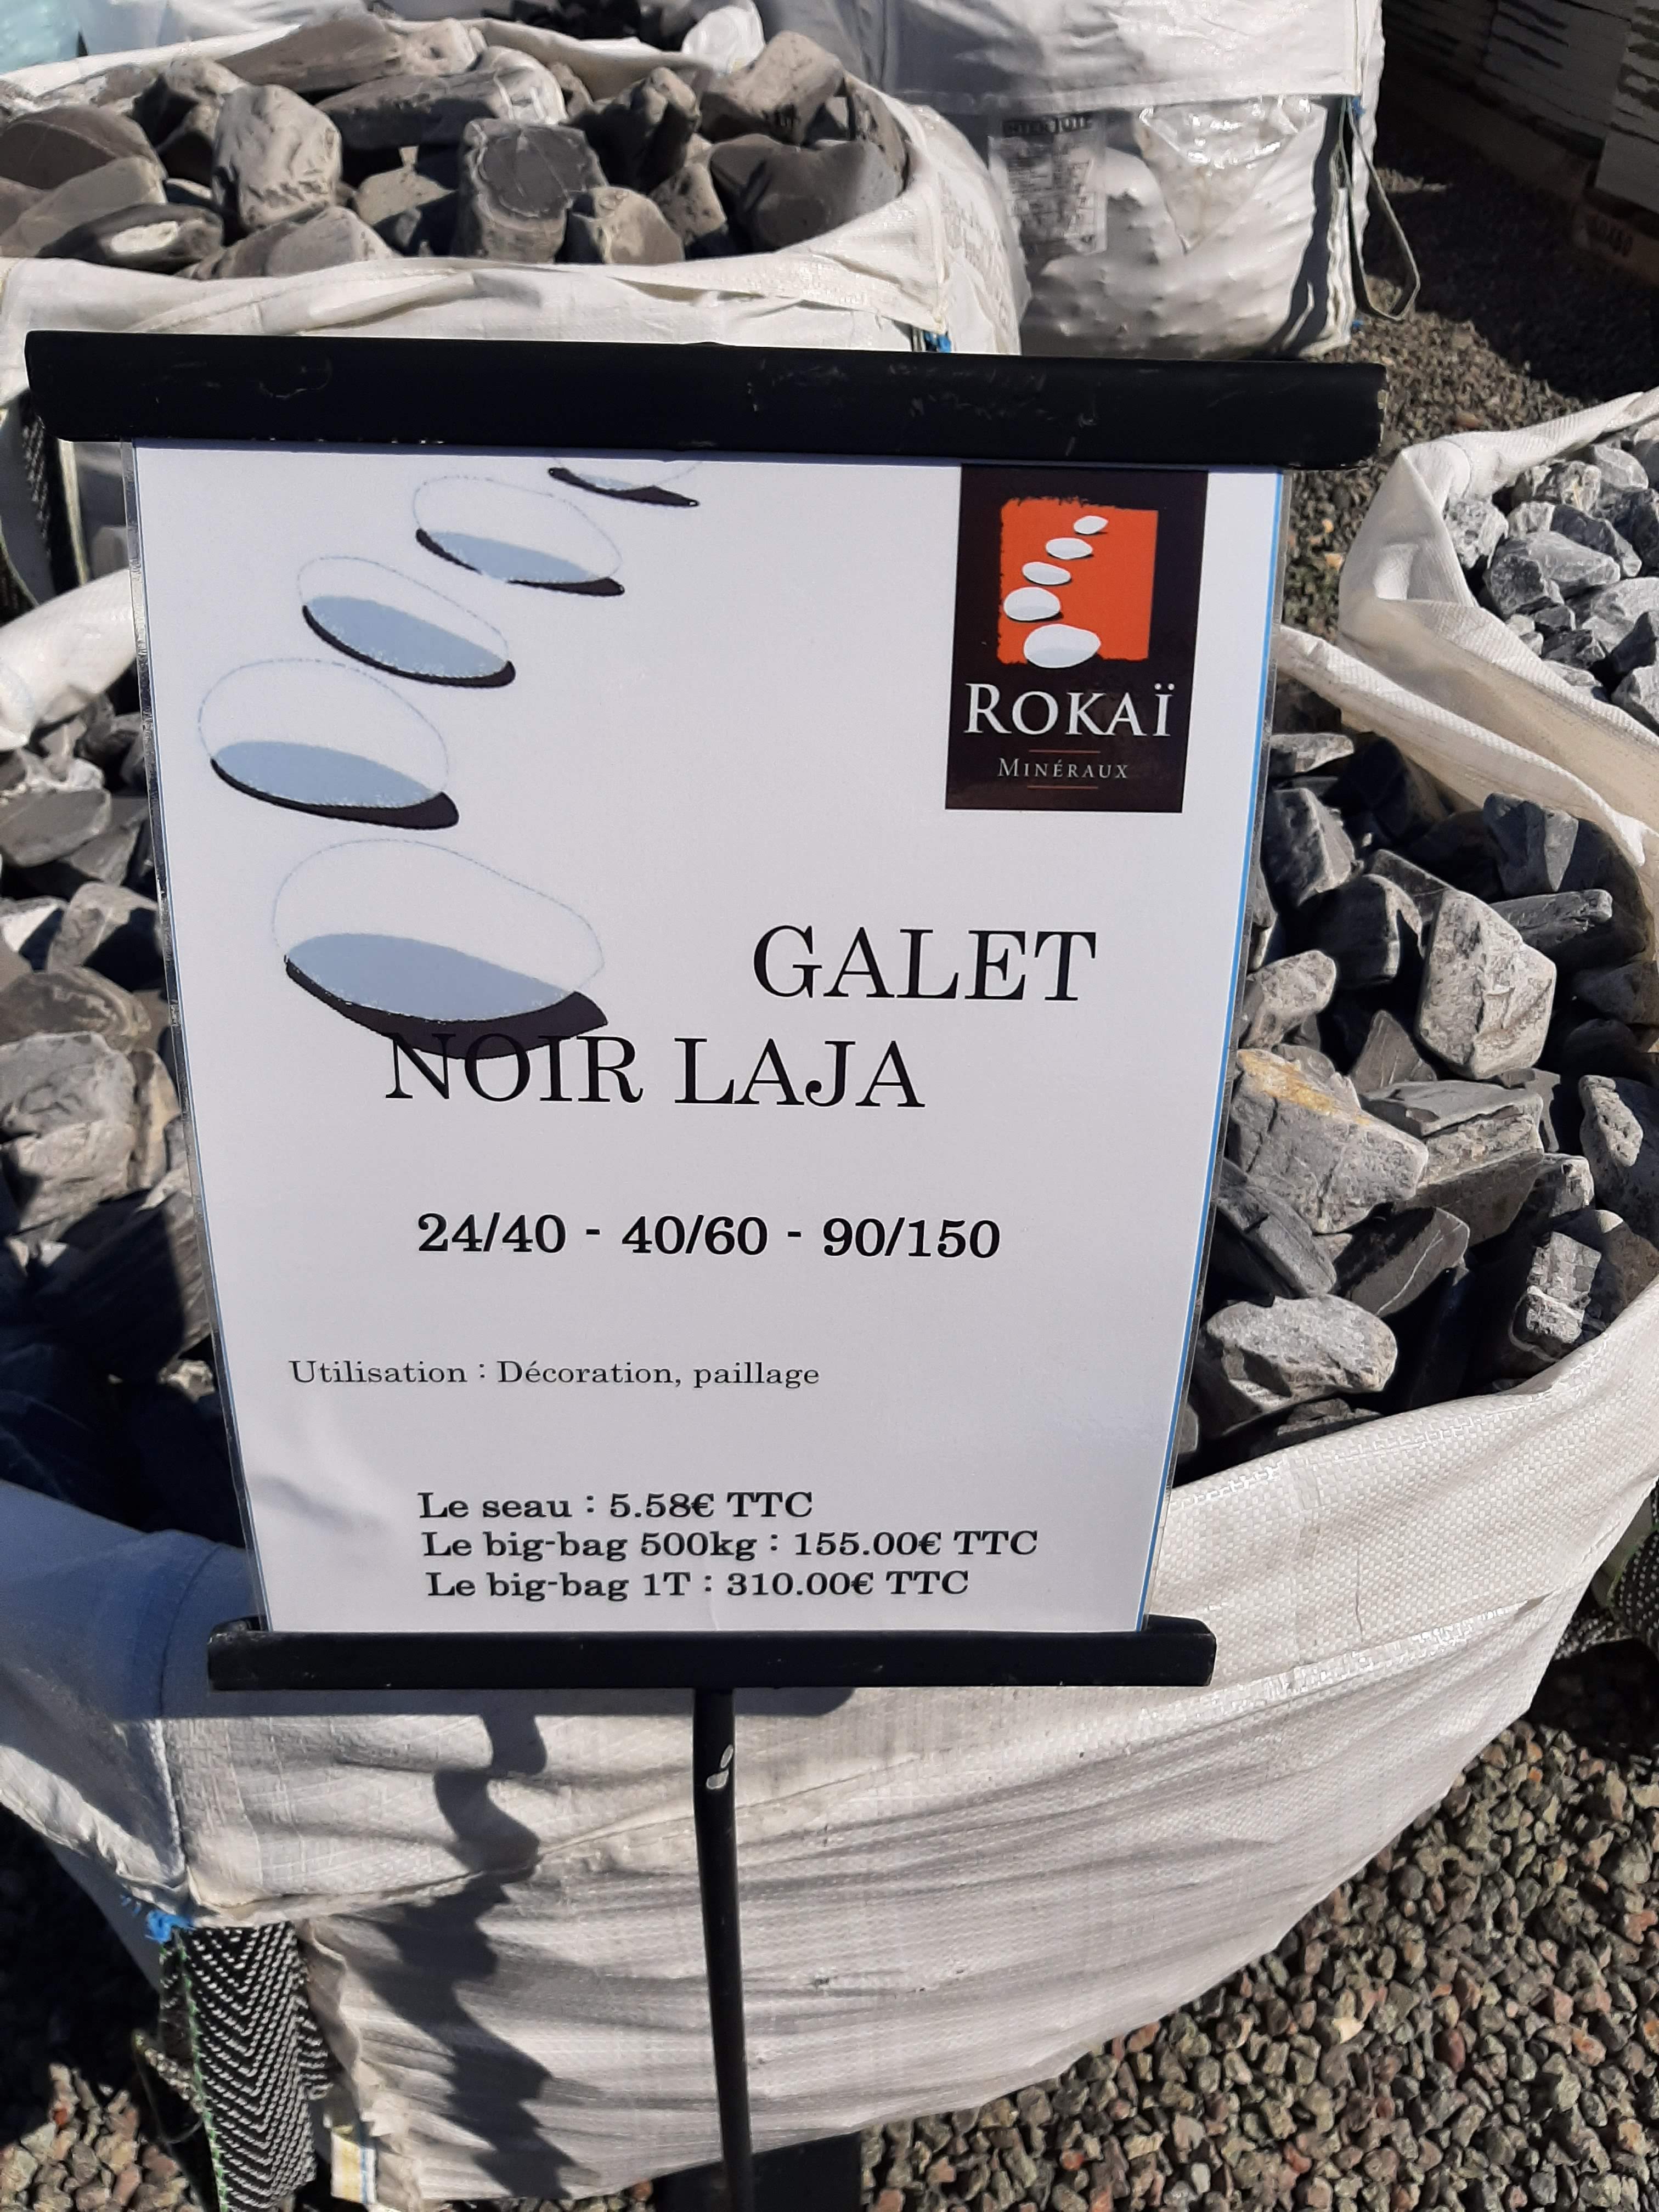 ROKAÏ
MINÉRAUX
GALET
NOIR LAJA
24/40 - 40/60 - 90/150
Utilisation : Décoration, paillage
Le seau : 5.58€ TTC
Le big-bag 500kg : 155.00€ TTC
Le big-bag 1T : 310.00€ TTC